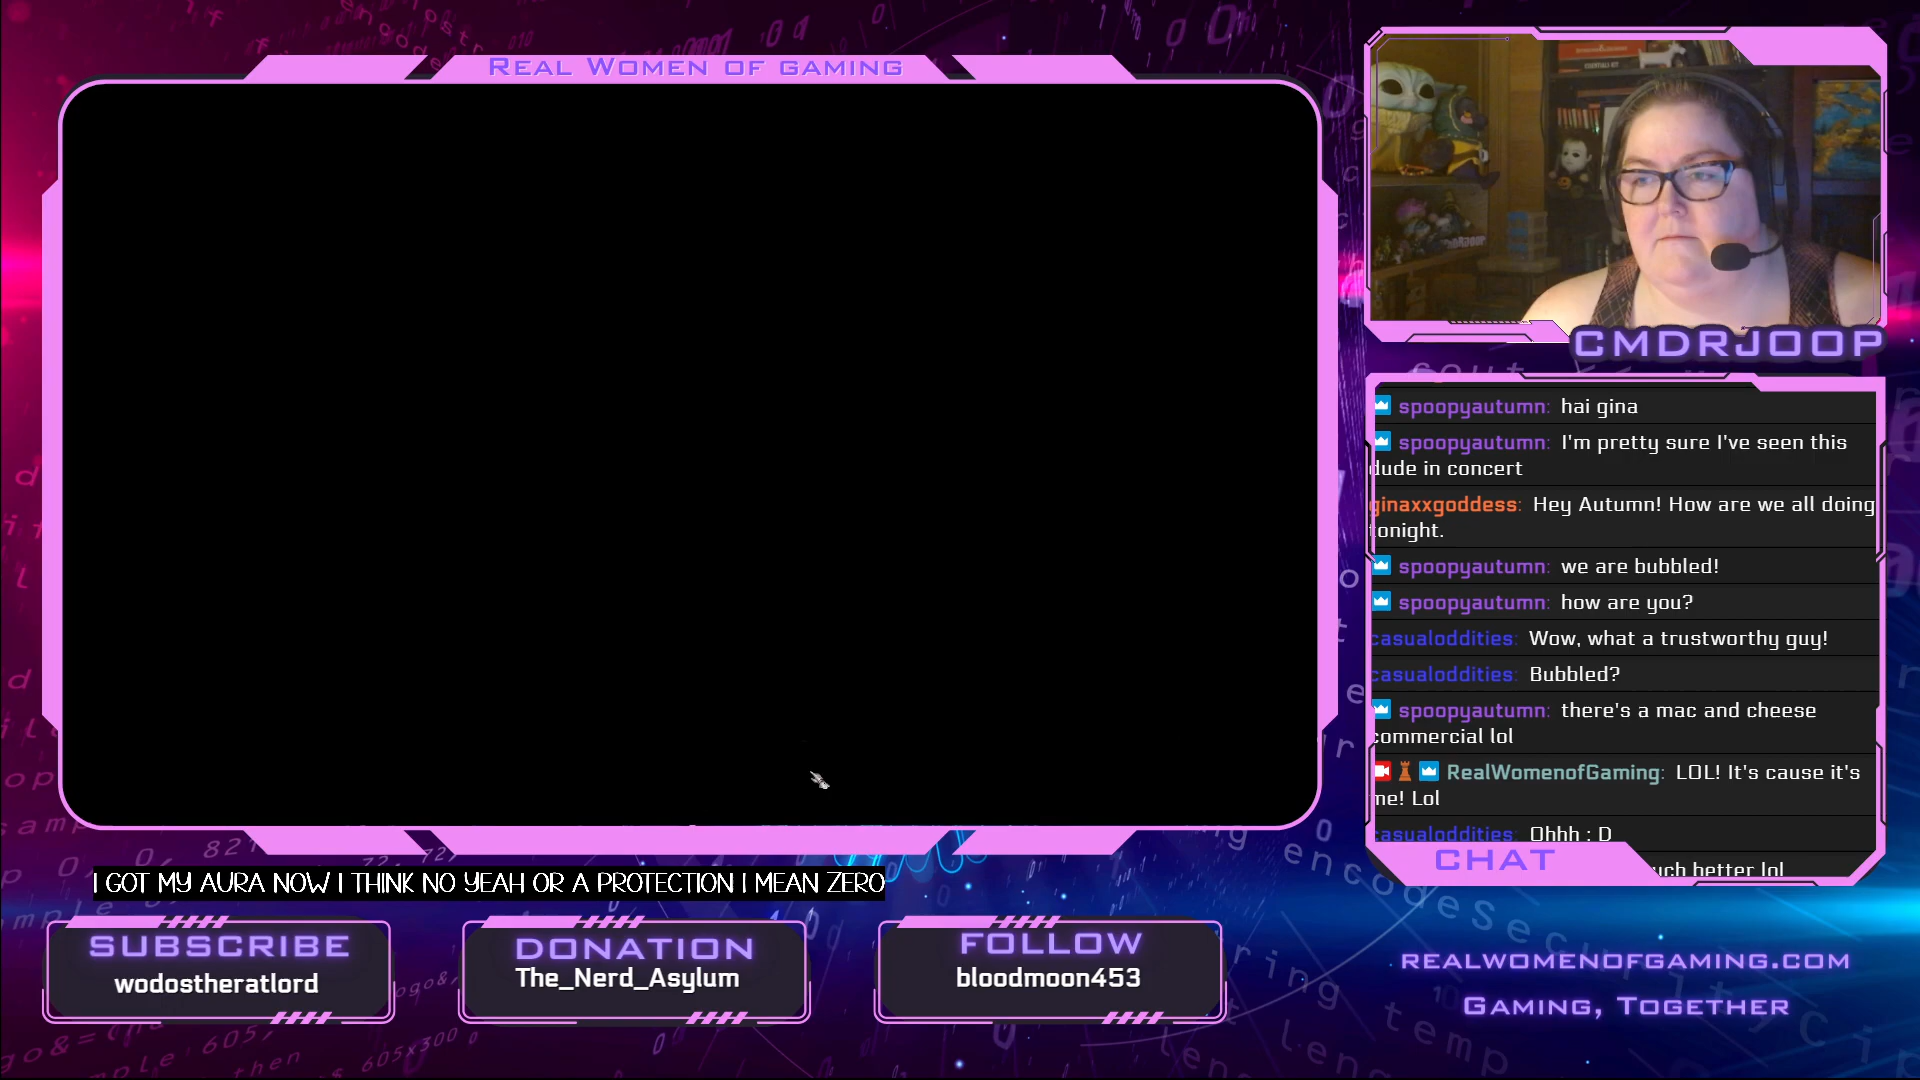 REAL WOMEN OF GAMING
CMDRJOOP
spoopyautumn: hai gina
spoopyautumn: I'm pretty sure I've seen this
dude in concert
ginaxxgoddess: Hey Autumn! How are we all doing
tonight.
spoopyautumn: we are bubbled!
spoopyautumn: how are you?
casualoddities: Wow, what a trustworthy guy!
casualoddities: Bubbled?
spoopyautumn: there's a mac and cheese
commercial lol
RealWomenofGaming: LOL! It's cause it's
me! Lol
casualoddities: Ohhh : D
better lol
CHAT
I GOT MY AURA NOW I THINK NO YEAH OR A PROTECTION I MEAN ZERO
SUBSCRIBE
wodostheratlord
DONATION
The_Nerd_Asylum
FOLLOW
bloodmoon453
REALWOMENOFGAMING.COM
GAMING, TOGETHER